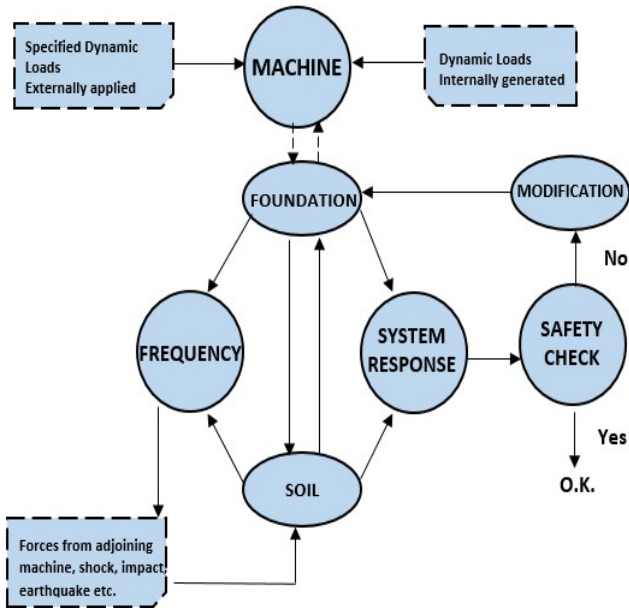 Specified Dynamic
Loads
Externally applied
MACHINE
Dynamic Loads
Internally generated
FOUNDATION
MODIFICATION
No
FREQUENCY
SYSTEM
RESPONSE
SAFETY
CHECK
Yes
O.K.
SOIL
Forces from adjoining
machine, shock, impact,
earthquake etc.